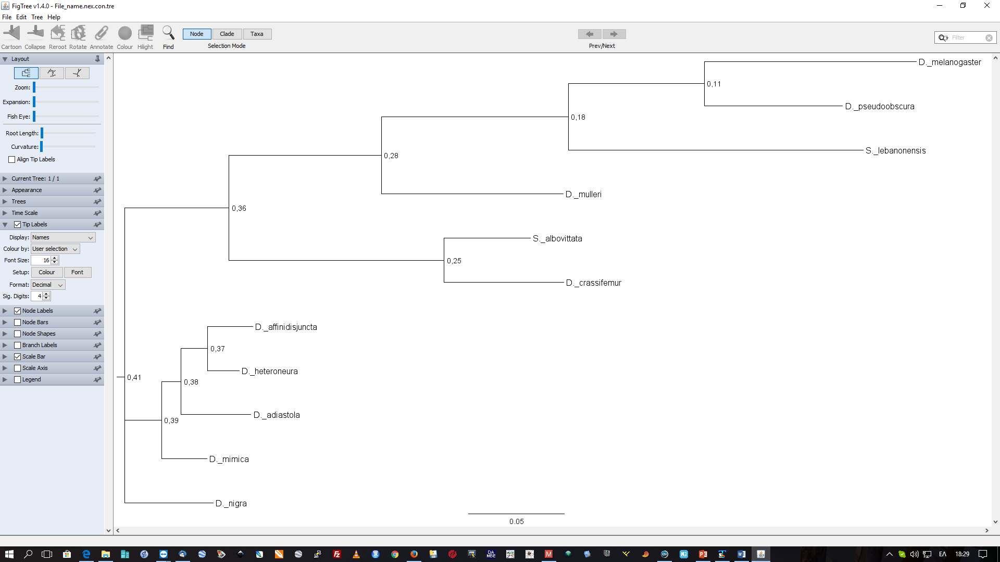 FigTree v1.4.0 - File_name.nex.con.tre
File Edit Tree Help
Cartoon Collapse Reroot Rotate Annotate Colour Hilight Find
Node Clade Taxa
Selection Mode
Prev/Next
Filter
Layout
Zoom:
Expansion:
Fish Eye:
Root Length:
Curvature:
Align Tip Labels
Current Tree: 1 / 1
Appearance
Trees
Time Scale
Tip Labels
Display: Names
Colour by: User selection
Font Size: 16
Setup: Colour Font
Format: Decimal
Sig. Digits: 4
Node Labels
Node Bars
Node Shapes
Branch Labels
Scale Bar
Scale Axis
Legend
D._melanogaster
0,11
D._pseudoobscura
0,18
S._lebanonensis
0,28
D._mulleri
0,36
S._albovittata
0,25
D._crassifemur
D._affinidisjuncta
0,37
D._heteroneura
0,41
0,38
D._adiastola
0,39
D._mimica
D._nigra
0.05
DA
MBE
EN
ΕΛ
18:29